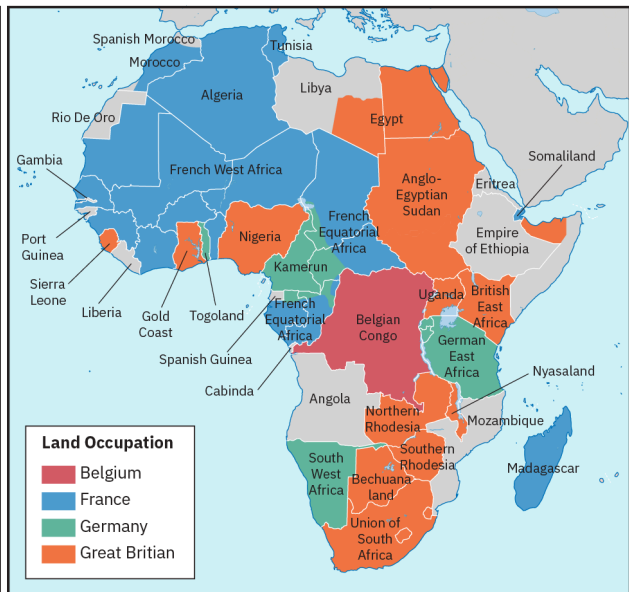 Spanish Morocco
Tunisia
Morocco
Libya
Algeria
Rio De Oro
Egypt
Gambia
French West Africa
Somaliland
Anglo-
Egyptian
Sudan
Eritrea
French
Equatorial
Africa
Empire
of Ethiopia
Port
Guinea
Nigeria
Kamerun
Sierra
Leone
Liberia
Gold
Coast
Togoland
Uganda
British
East
Africa
French
Equatorial
Africa
Belgian
Congo
German
East
Africa
Spanish Guinea
Cabinda
Nyasaland
Angola
Northern
Rhodesia
Mozambique
Southern
Rhodesia
Madagascar
South
West
Africa
Bechuana
land
Union of
South
Africa
Land Occupation
Belgium
France
Germany
Great Britian